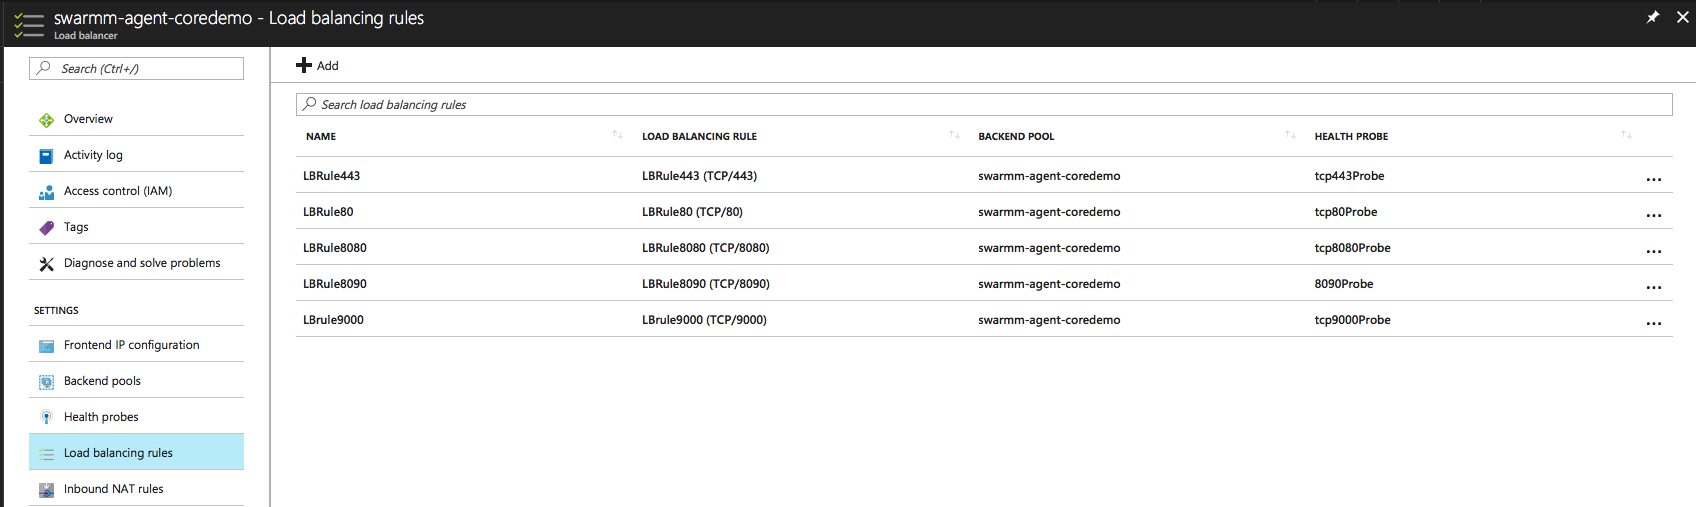 swarmm-agent-coredemo - Load balancing rules
Load balancer
Search (Ctrl+/)
Overview
Activity log
Access control (IAM)
Tags
Diagnose and solve problems
SETTINGS
Frontend IP configuration
Backend pools
Health probes
Load balancing rules
Inbound NAT rules
Add
Search load balancing rules
NAME LOAD BALANCING RULE BACKEND POOL HEALTH PROBE
LBRule443 LBRule443 (TCP/443) swarmm-agent-coredemo tcp443Probe ...
LBRule80 LBRule80 (TCP/80) swarmm-agent-coredemo tcp80Probe ...
LBRule8080 LBRule8080 (TCP/8080) swarmm-agent-coredemo tcp8080Probe ...
LBRule8090 LBRule8090 (TCP/8090) swarmm-agent-coredemo 8090Probe ...
LBrule9000 LBrule9000 (TCP/9000) swarmm-agent-coredemo tcp9000Probe ...